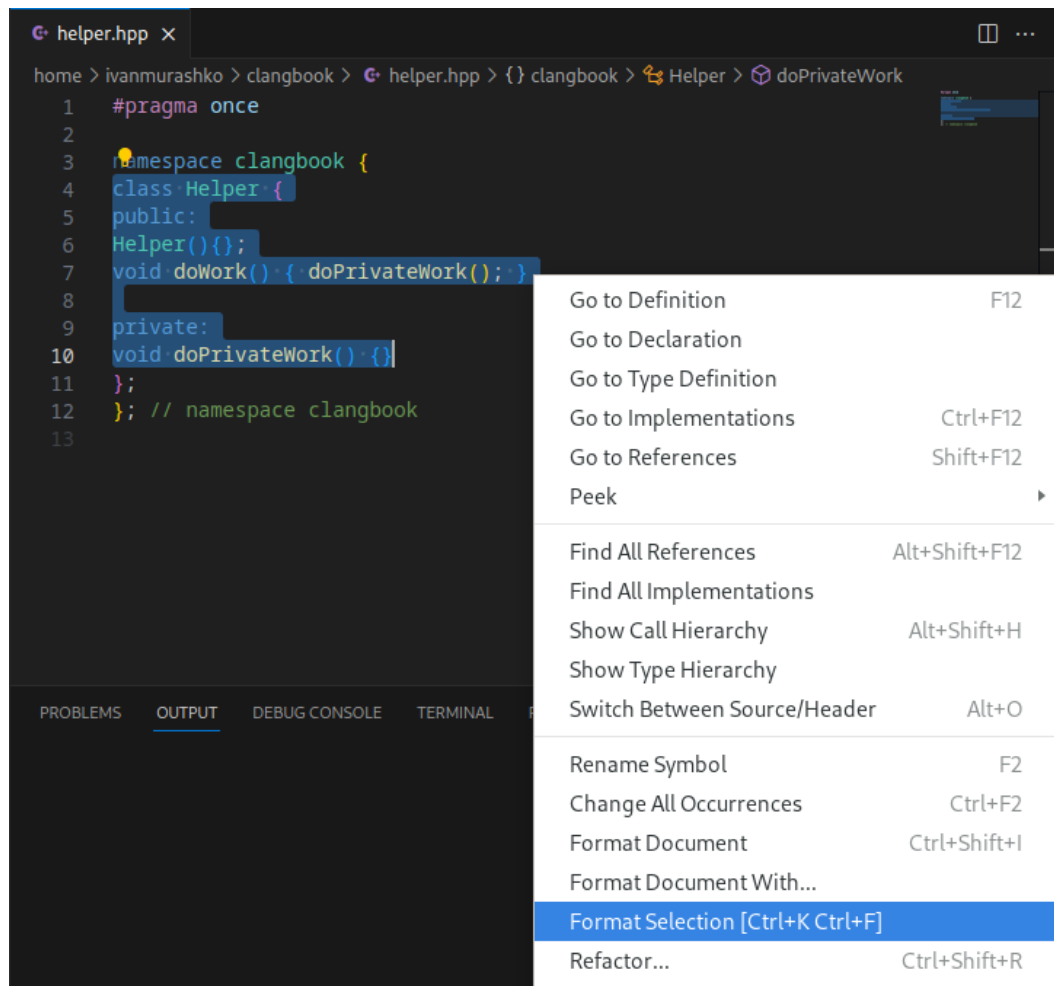 helper.hpp
home > ivanmurashko > clangbook > helper.hpp > {} clangbook > Helper > doPrivateWork
1 #pragma once
2
3 namespace clangbook {
4 class Helper {
5 public:
6 Helper(){};
7 void doWork() { doPrivateWork(); }
8
9 private:
10 void doPrivateWork() {}
11 };
12 }; // namespace clangbook
13
Go to Definition F12
Go to Declaration
Go to Type Definition
Go to Implementations Ctrl+F12
Go to References Shift+F12
Peek
Find All References Alt+Shift+F12
Find All Implementations
Show Call Hierarchy Alt+Shift+H
Show Type Hierarchy
Switch Between Source/Header Alt+O
Rename Symbol F2
Change All Occurrences Ctrl+F2
Format Document Ctrl+Shift+I
Format Document With...
Format Selection [Ctrl+K Ctrl+F]
Refactor... Ctrl+Shift+R
PROBLEMS OUTPUT DEBUG CONSOLE TERMINAL